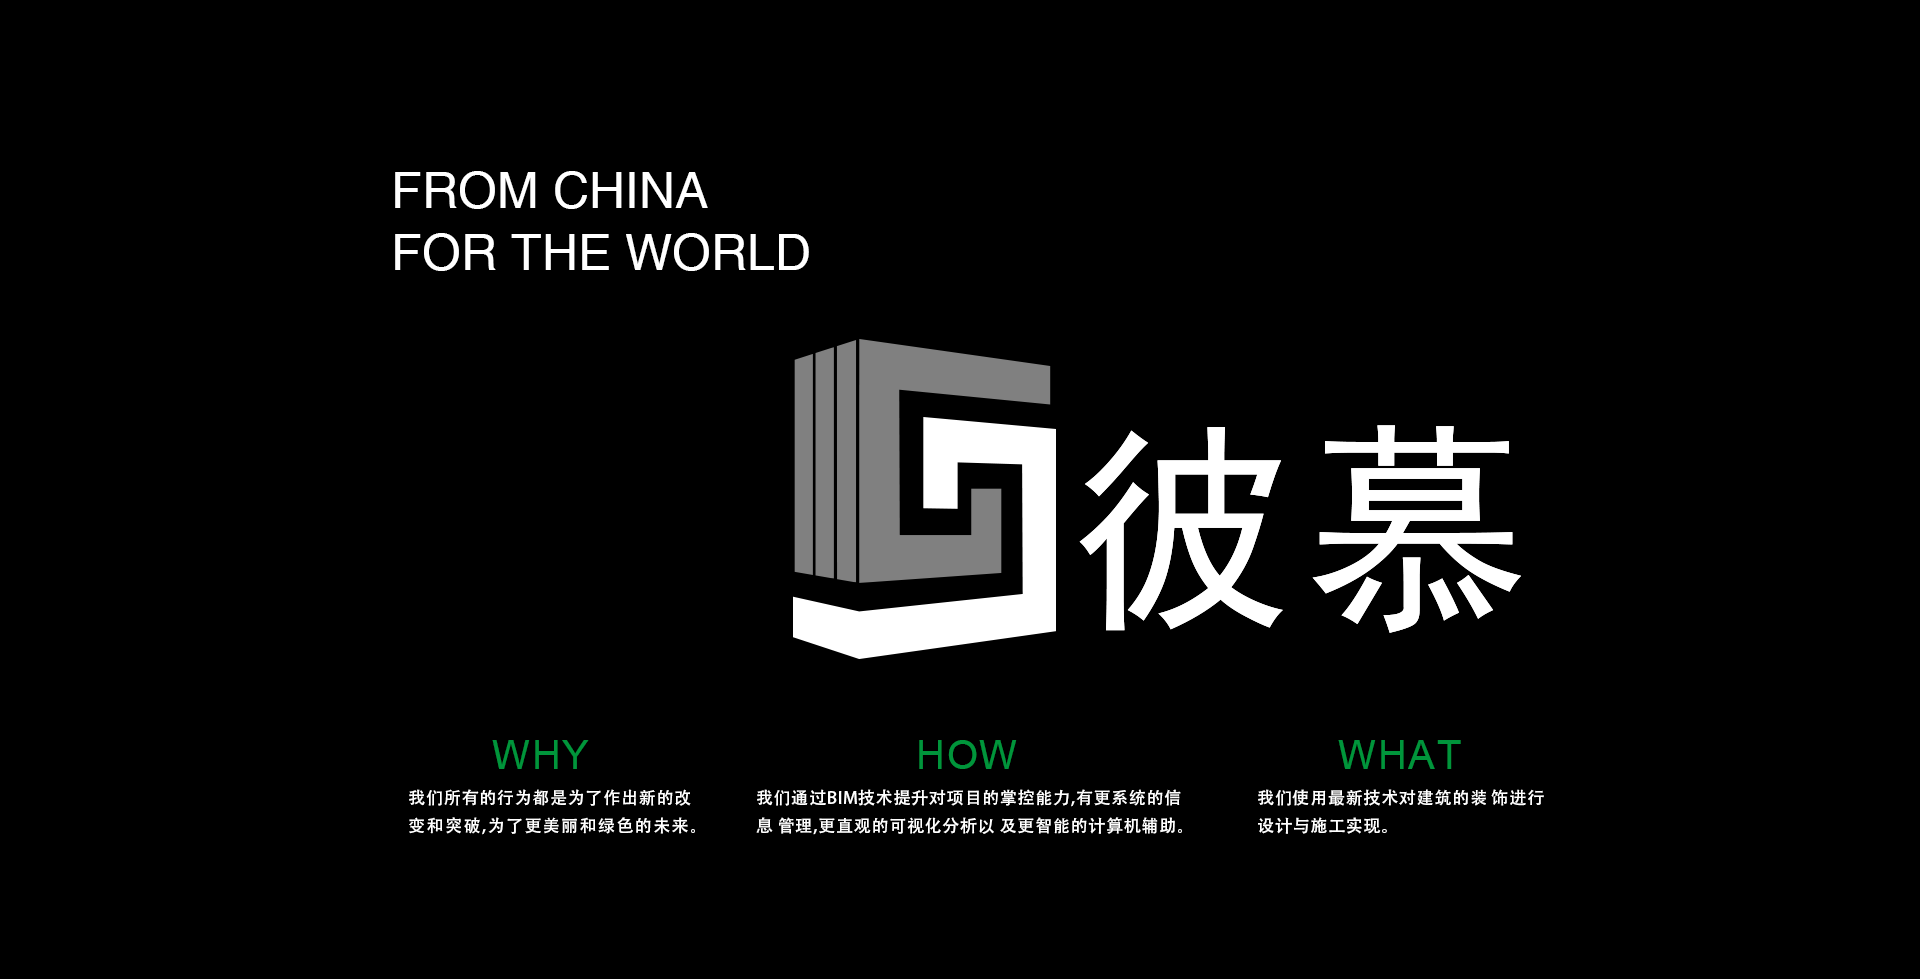 FROM CHINA
FOR THE WORLD
彼慕
WHY
我们所有的行为都是为了作出新的改
变和突破,为了更美丽和绿色的未来。
HOW
我们通过BIM技术提升对项目的掌控能力,有更系统的信
息 管理,更直观的可视化分析以 及更智能的计算机辅助。
WHAT
我们使用最新技术对建筑的装 饰进行
设计与施工实现。